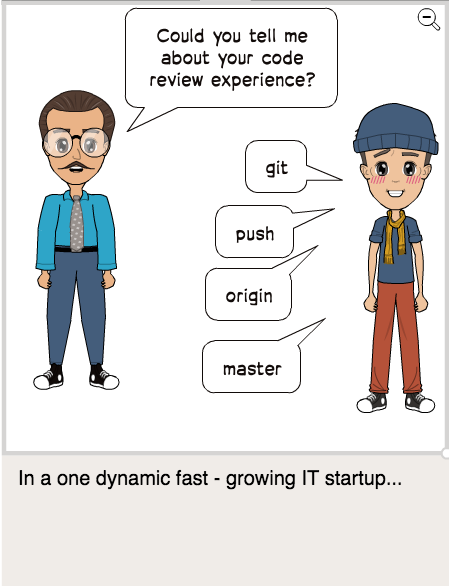 Could you tell me
about your code
review experience?
git
push
origin
master
In a one dynamic fast - growing IT startup...